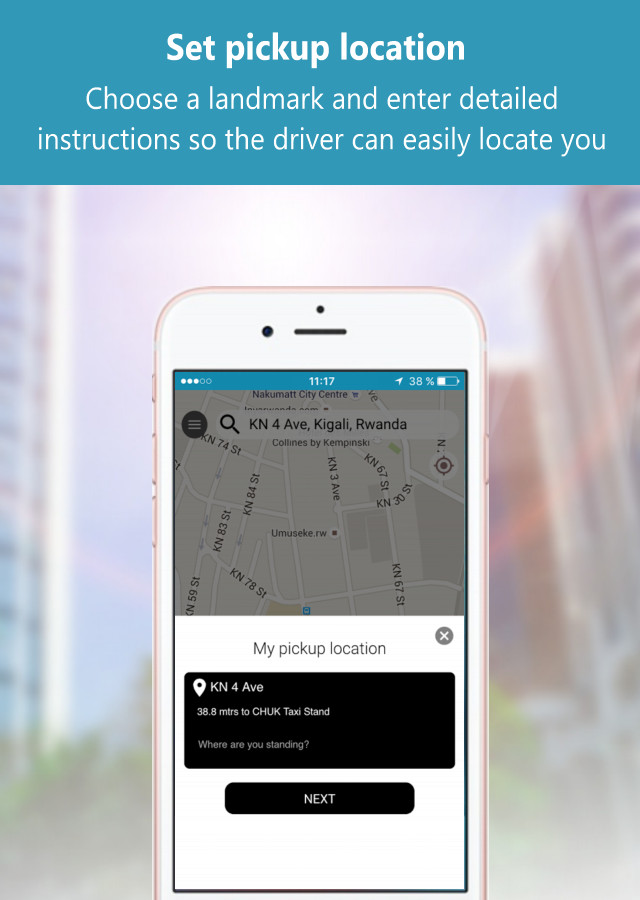 Set pickup location
Choose a landmark and enter detailed
instructions so the driver can easily locate you
11:17
38 %
Nakumatt City Centre
KN 4 Ave, Kigali, Rwanda
Collines by Kempinski
KN 74 St
KN 67 St
KN 3 Ave
KN 84 St
KN 30 St
KN 83 St
Umuseke.rw
KN 78 St
KN 59 St
KN 67 St
My pickup location
KN 4 Ave
38.8 mtrs to CHUK Taxi Stand
Where are you standing?
NEXT